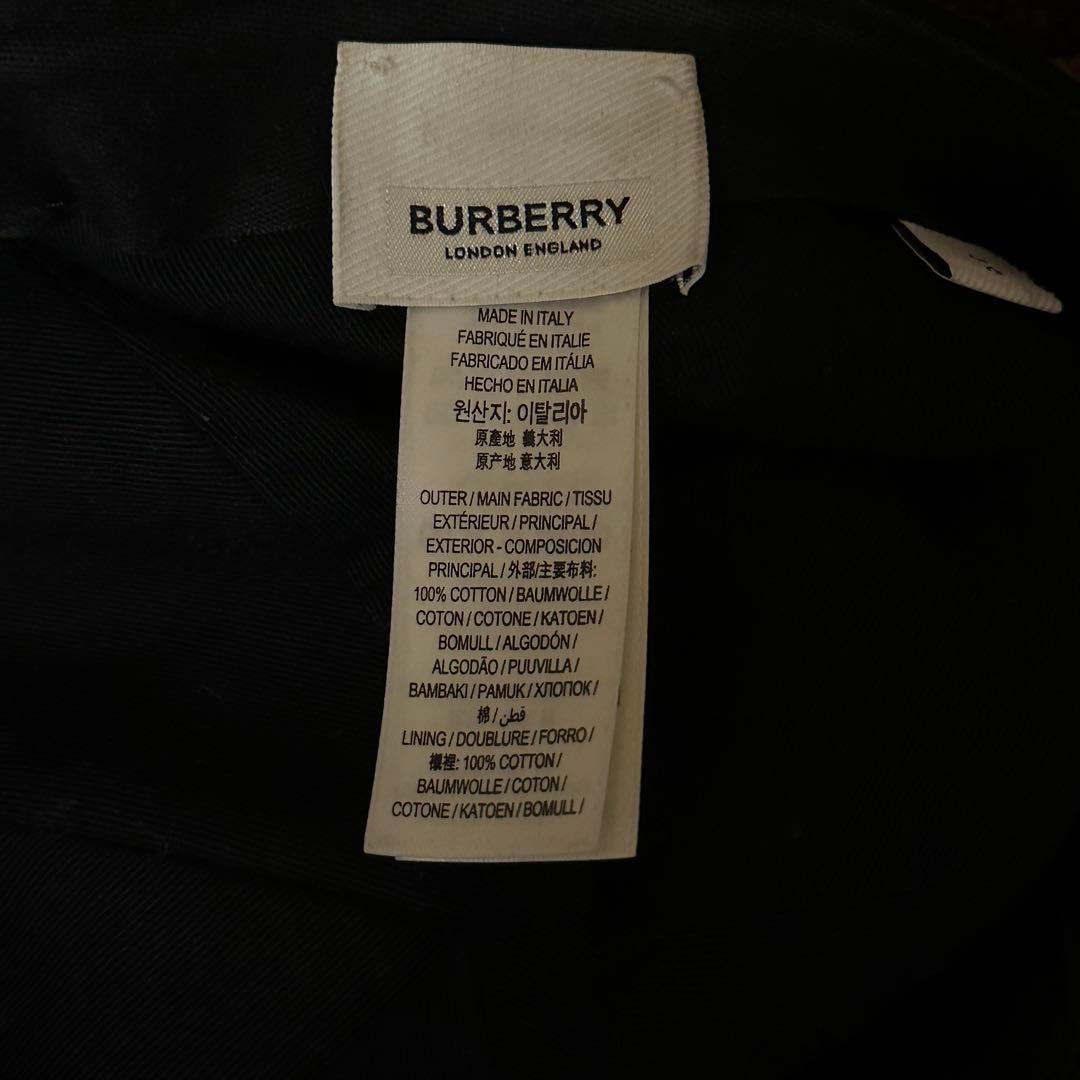 BURBERRY
LONDON ENGLAND
MADE IN ITALY
FABRIQUÉ EN ITALIE
FABRICADO EM ITÁLIA
HECHO EN ITALIA
원산지: 이탈리아
原產地 義大利
原产地 意大利
OUTER / MAIN FABRIC / TISSU
EXTÉRIEUR / PRINCIPAL /
EXTERIOR - COMPOSICION
PRINCIPAL / 外部/主要布料:
100% COTTON / BAUMWOLLE /
COTON / COTONE / KATOEN /
BOMULL / ALGODÓN /
ALGODÃO / PUUVILLA /
BAMBAKI / PAMUK / ХЛОПОК /
棉 / قطن
LINING / DOUBLURE / FORRO /
襯裡: 100% COTTON /
BAUMWOLLE / COTON /
COTONE / KATOEN / BOMULL /